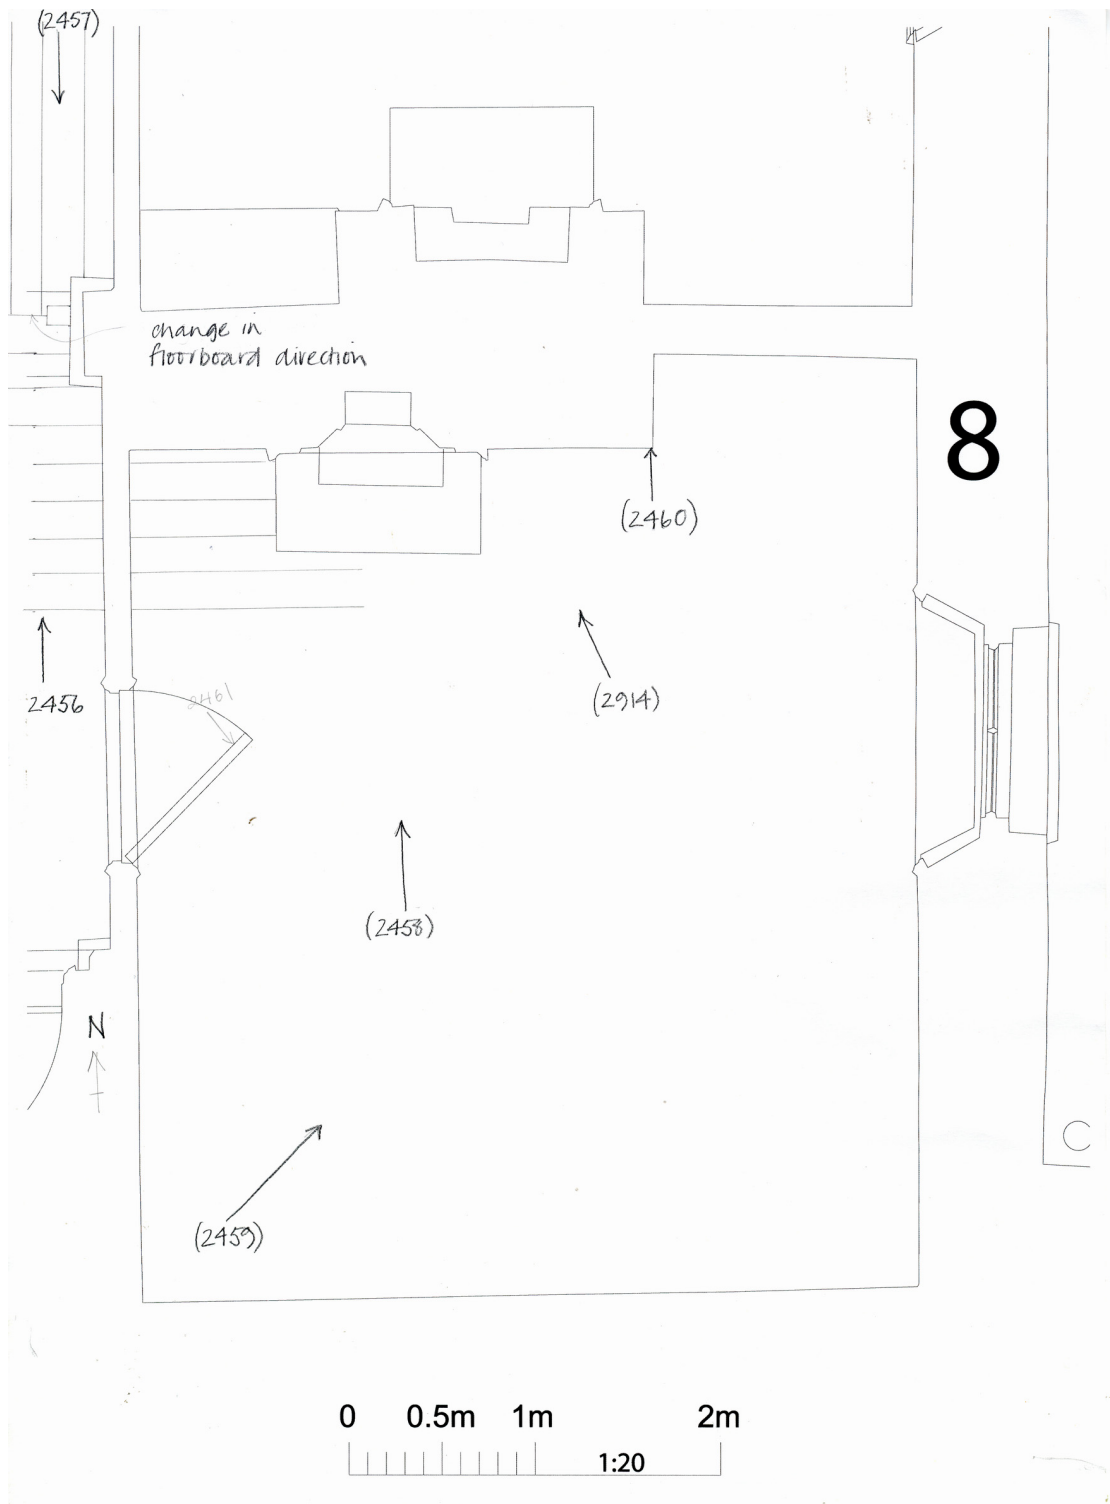 (2457)
change in
floorboard direction
8
(2460)
2456
2461
(2914)
(2458)
N
(2459)
0 0.5m 1m 2m
1:20